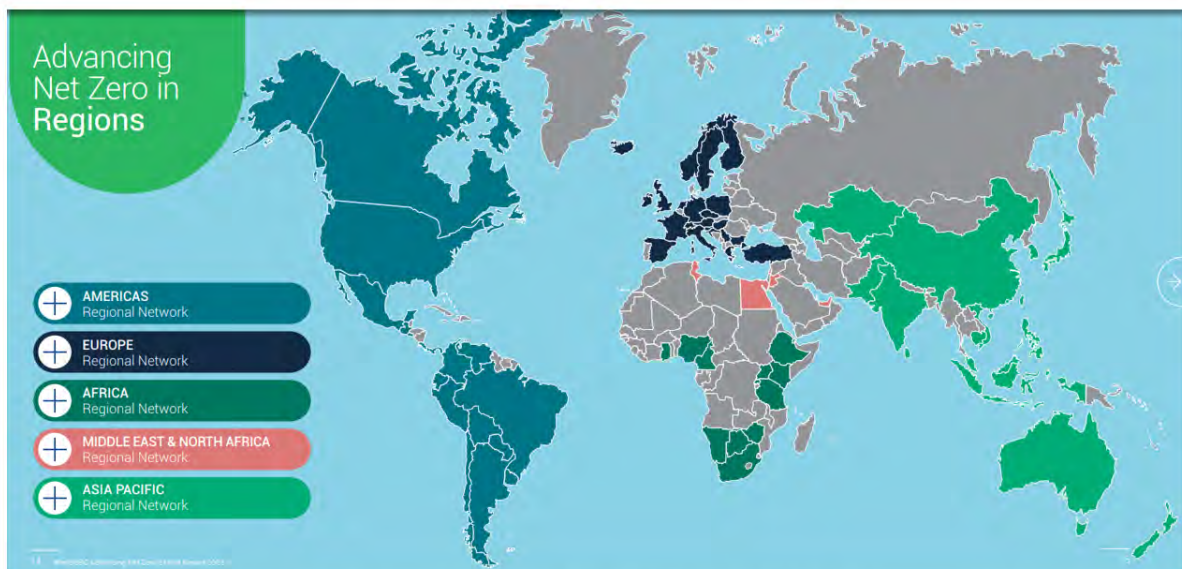 Advancing
Net Zero in
Regions
AMERICAS
Regional Network
EUROPE
Regional Network
AFRICA
Regional Network
MIDDLE EAST & NORTH AFRICA
Regional Network
ASIA PACIFIC
Regional Network